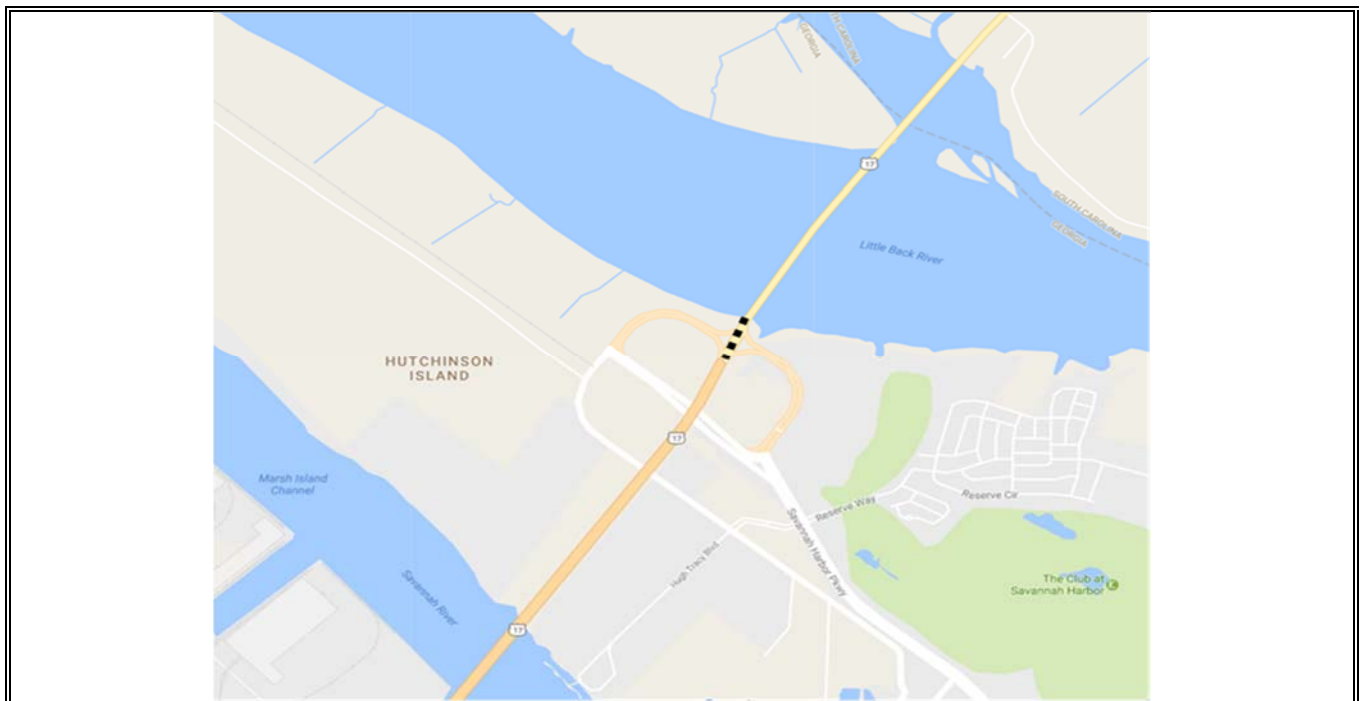 GEORGIA
SOUTH CAROLINA
17
Little Back River
SOUTH CAROLINA
GEORGIA
HUTCHINSON
ISLAND
17
Marsh Island
Channel
Reserve Cir
Reserve Way
Savannah Harbor Pkwy
Hugh Tracy Blvd
The Club at
Savannah Harbor
Savannah River
17